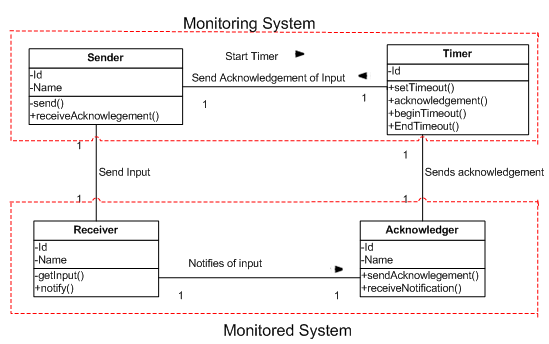 Monitoring System
Sender
-Id
-Name
-send()
+receiveAcknowlegement()
Start Timer
Send Acknowledgement of Input
1
1
Timer
-Id
+setTimeout()
+acknowledgement()
+beginTimeout()
+EndTimeout()
1
1
Send Input
Sends acknowledgement
1
1
Receiver
-Id
-Name
-getInput()
+notify()
Notifies of input
1
1
Acknowledger
-Id
-Name
+sendAcknowlegement()
+receiveNotification()
Monitored System